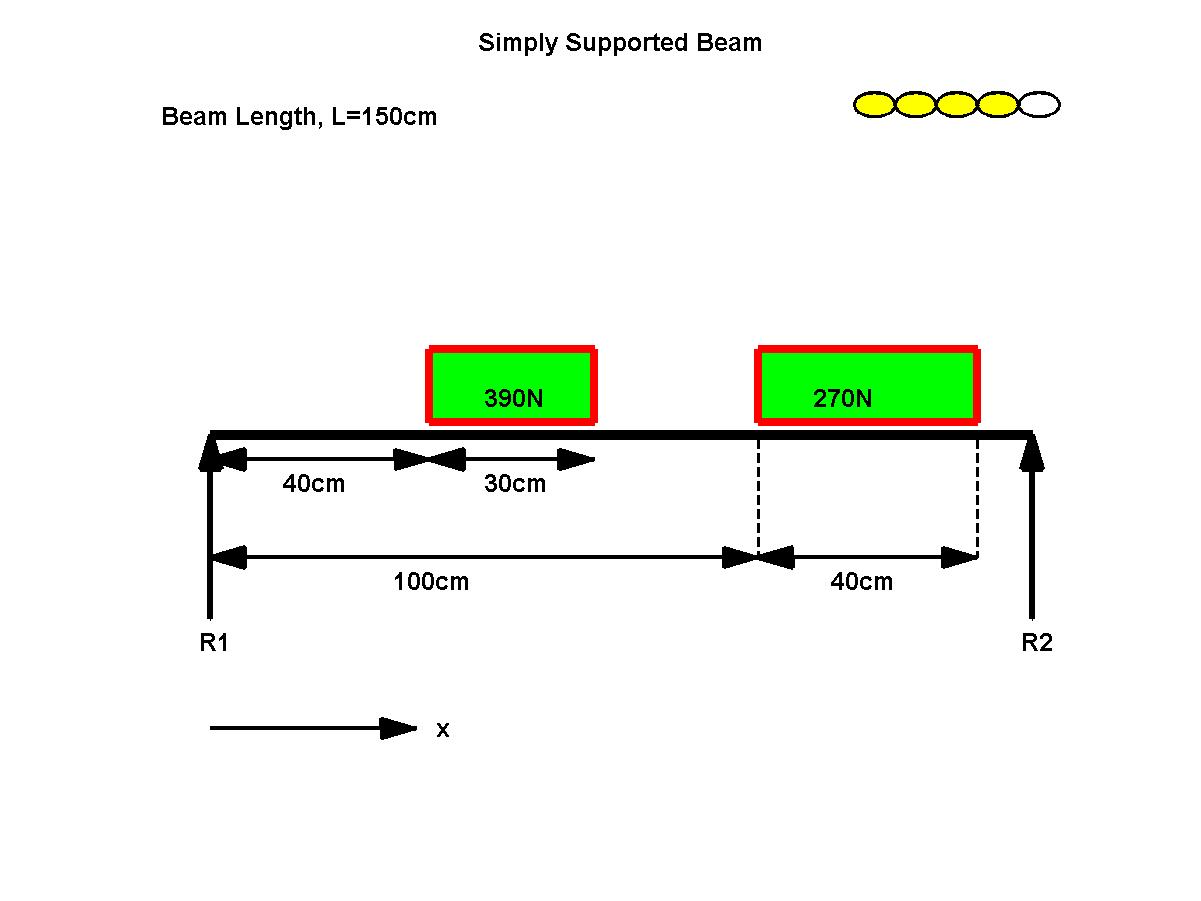 Simply Supported Beam
Beam Length, L=150cm
390N
270N
40cm
30cm
100cm
40cm
R1
R2
x